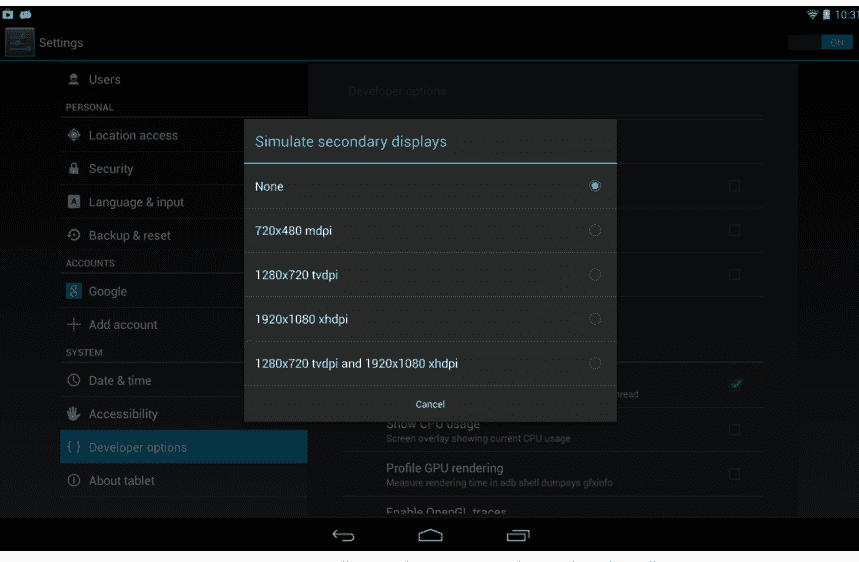 10:31
Settings
ON
Users
PERSONAL
Location access
Security
Language & input
Backup & reset
ACCOUNTS
Google
Add account
SYSTEM
Date & time
Accessibility
{ } Developer options
About tablet
Developer options
Simulate secondary displays
None
720x480 mdpi
1280x720 tvdpi
1920x1080 xhdpi
1280x720 tvdpi and 1920x1080 xhdpi
Cancel
Show CPU usage
Screen overlay showing current CPU usage
Profile GPU rendering
Measure rendering time in adb shell dumpsys gfxinfo
Enable OpenGL traces